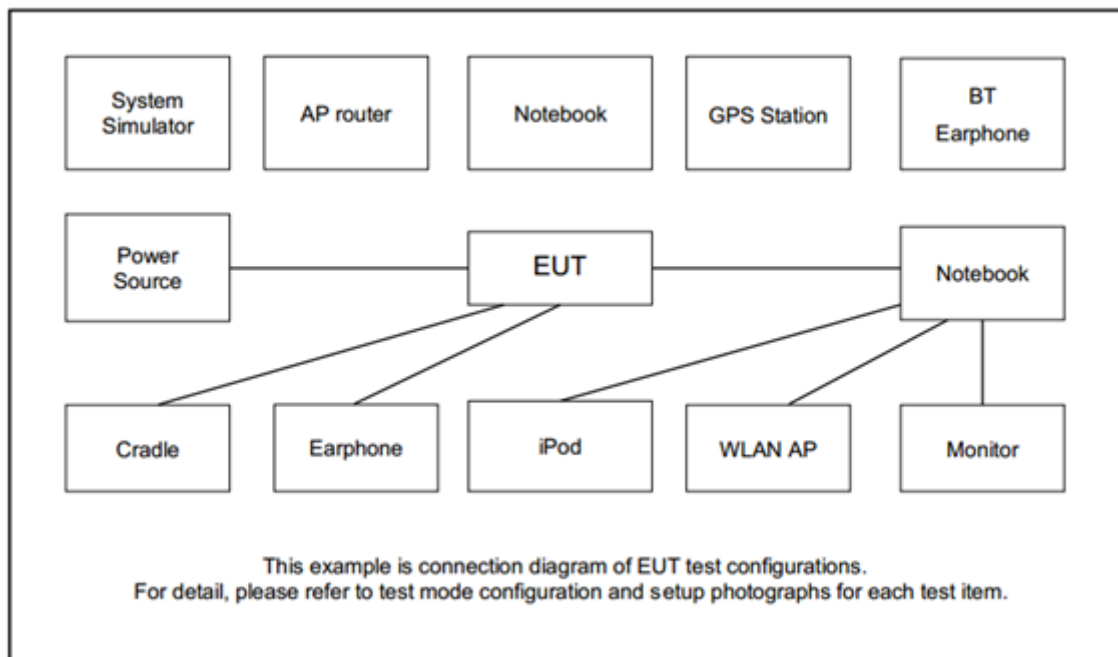 System
Simulator
AP router
Notebook
GPS Station
BT
Earphone
Power
Source
EUT
Notebook
Cradle
Earphone
iPod
WLAN AP
Monitor
This example is connection diagram of EUT test configurations.
For detail, please refer to test mode configuration and setup photographs for each test item.